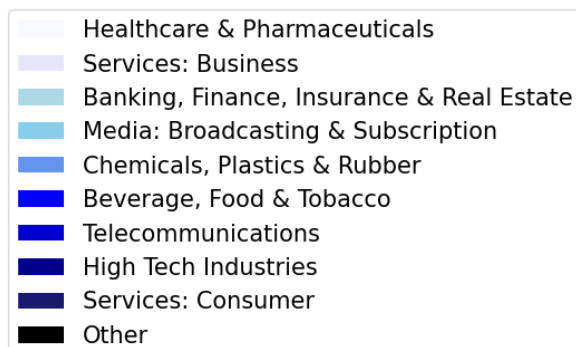 Healthcare & Pharmaceuticals
Services: Business
Banking, Finance, Insurance & Real Estate
Media: Broadcasting & Subscription
Chemicals, Plastics & Rubber
Beverage, Food & Tobacco
Telecommunications
High Tech Industries
Services: Consumer
Other